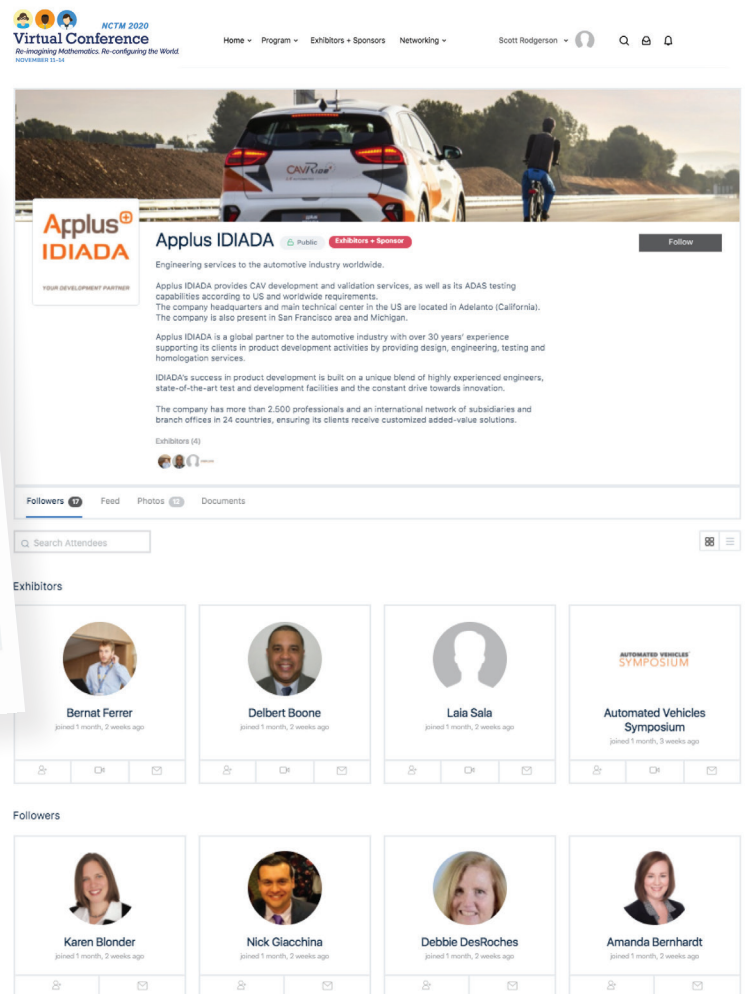 NCTM 2020
Virtual Conference
Re-imagining Mathematics. Re-configuring the World.
NOVEMBER 11-14
Home Program Exhibitors + Sponsors Networking Scott Rodgerson
CAVRide
Applus+
IDIADA
YOUR DEVELOPMENT PARTNER
Applus IDIADA Public Exhibitors + Sponsor Follow
Engineering services to the automotive industry worldwide.
Applus IDIADA provides CAV development and validation services, as well as its ADAS testing
capabilities according to US and worldwide requirements.
The company headquarters and main technical center in the US are located in Adelanto (California).
The company is also present in San Francisco area and Michigan.
Applus IDIADA is a global partner to the automotive industry with over 30 years' experience
supporting its clients in product development activities by providing design, engineering, testing and
homologation services.
IDIADA's success in product development is built on a unique blend of highly experienced engineers,
state-of-the-art test and development facilities and the constant drive towards innovation.
The company has more than 2.500 professionals and an international network of subsidiaries and
branch offices in 24 countries, ensuring its clients receive customized added-value solutions.
Exhibitors (4)
Followers 17 Feed Photos 12 Documents
Search Attendees
Exhibitors
AUTOMATED VEHICLES
SYMPOSIUM
Bernat Ferrer Delbert Boone Laia Sala Automated Vehicles
Symposium
joined 1 month, 2 weeks ago joined 1 month, 2 weeks ago joined 1 month, 2 weeks ago joined 1 month, 3 weeks ago
Followers
Karen Blonder Nick Giacchina Debbie DesRoches Amanda Bernhardt
joined 1 month, 2 weeks ago joined 1 month, 2 weeks ago joined 1 month, 2 weeks ago joined 1 month, 2 weeks ago